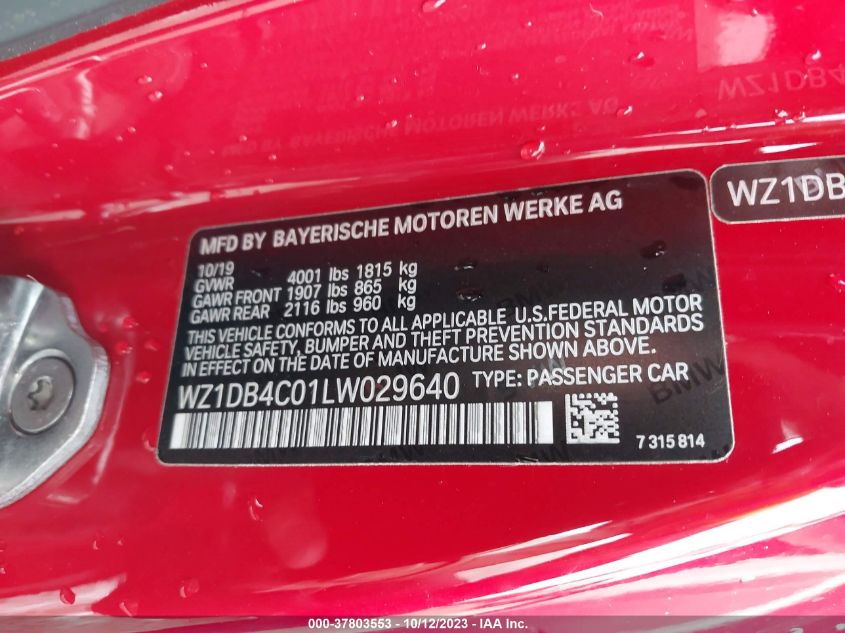 WZ1DB
MFD BY BAYERISCHE MOTOREN WERKE AG
10/19
GVWR 4001 lbs 1815 kg
GAWR FRONT 1907 lbs 865 kg
GAWR REAR 2116 lbs 960 kg
THIS VEHICLE CONFORMS TO ALL APPLICABLE U.S.FEDERAL MOTOR
VEHICLE SAFETY, BUMPER AND THEFT PREVENTION STANDARDS
IN EFFECT ON THE DATE OF MANUFACTURE SHOWN ABOVE.
WZ1DB4C01LW029640 TYPE: PASSENGER CAR
BMW
7 315 814
000-37803553 - 10/12/2023 - IAA Inc.